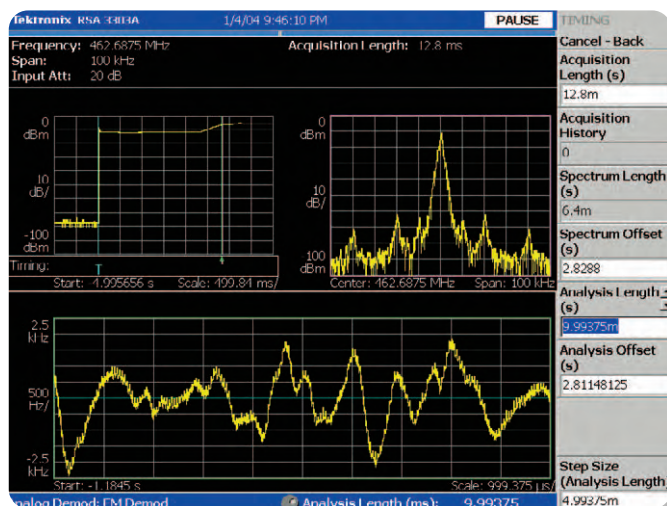 Tektronix RSA 3303A 1/4/04 9:46:10 PM PAUSE TIMING
Frequency: 462.6875 MHz Acquisition Length: 12.8 ms
Span: 100 kHz
Input Att: 20 dB
Cancel - Back
Acquisition
Length (s)
12.8m
Acquisition
History
0
Spectrum Length
(s)
6.4m
Spectrum Offset
(s)
2.8288
Analysis Length
(s)
9.99375m
Analysis Offset
(s)
2.81148125
Step Size
(Analysis Length
4.99375m
0
dBm
10
dB/
-100
dBm
Timing:
T
Start: -4.995656 s Scale: 499.84 ms/
0
dBm
10
dB/
100
dBm
Center: 462.6875 MHz Span: 100 kHz
2.5
kHz
500
Hz/
-2.5
kHz
Start: -1.1845 s Scale: 999.375 µs/
Analog Demod: FM Demod Analysis Length (ms): 9.99375